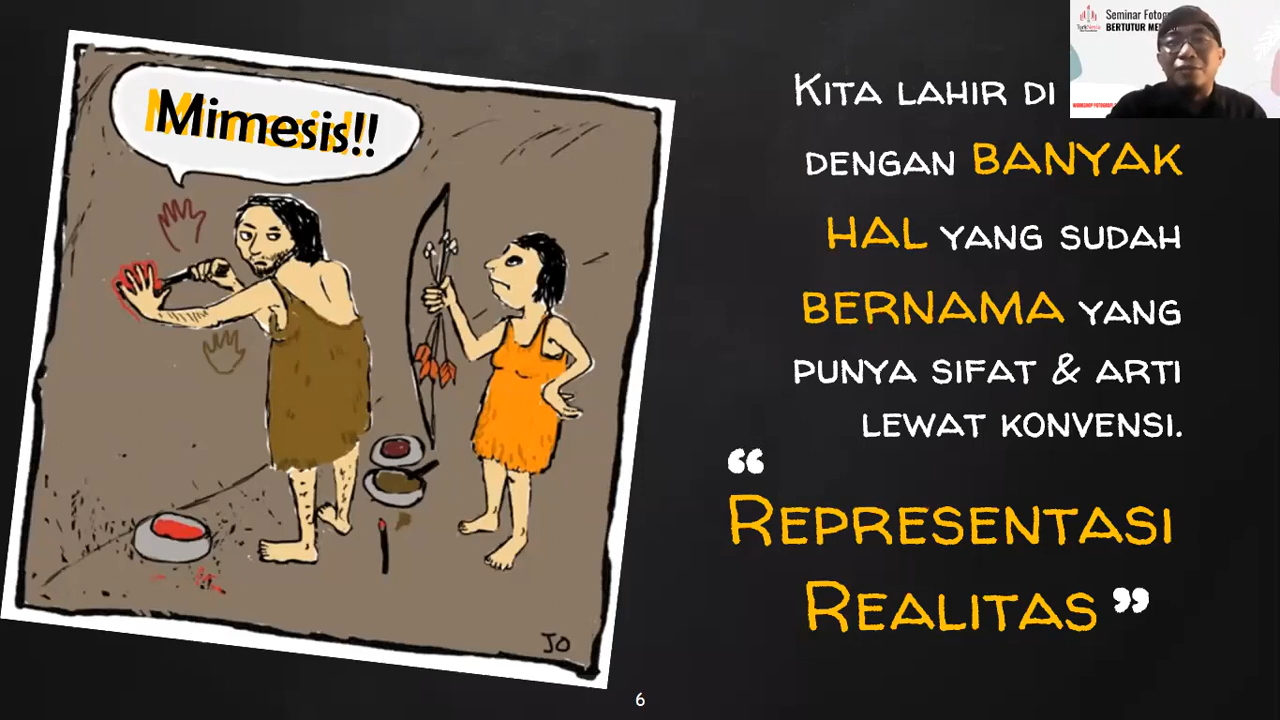 Mimesis!!
JO
Kita lahir di
dengan BANYAK
HAL yang sudah
BERNAMA yang
punya sifat & arti
lewat konvensi.
“
Representasi
Realitas ”
6
Seminar Fotogr
BERTUTUR ME